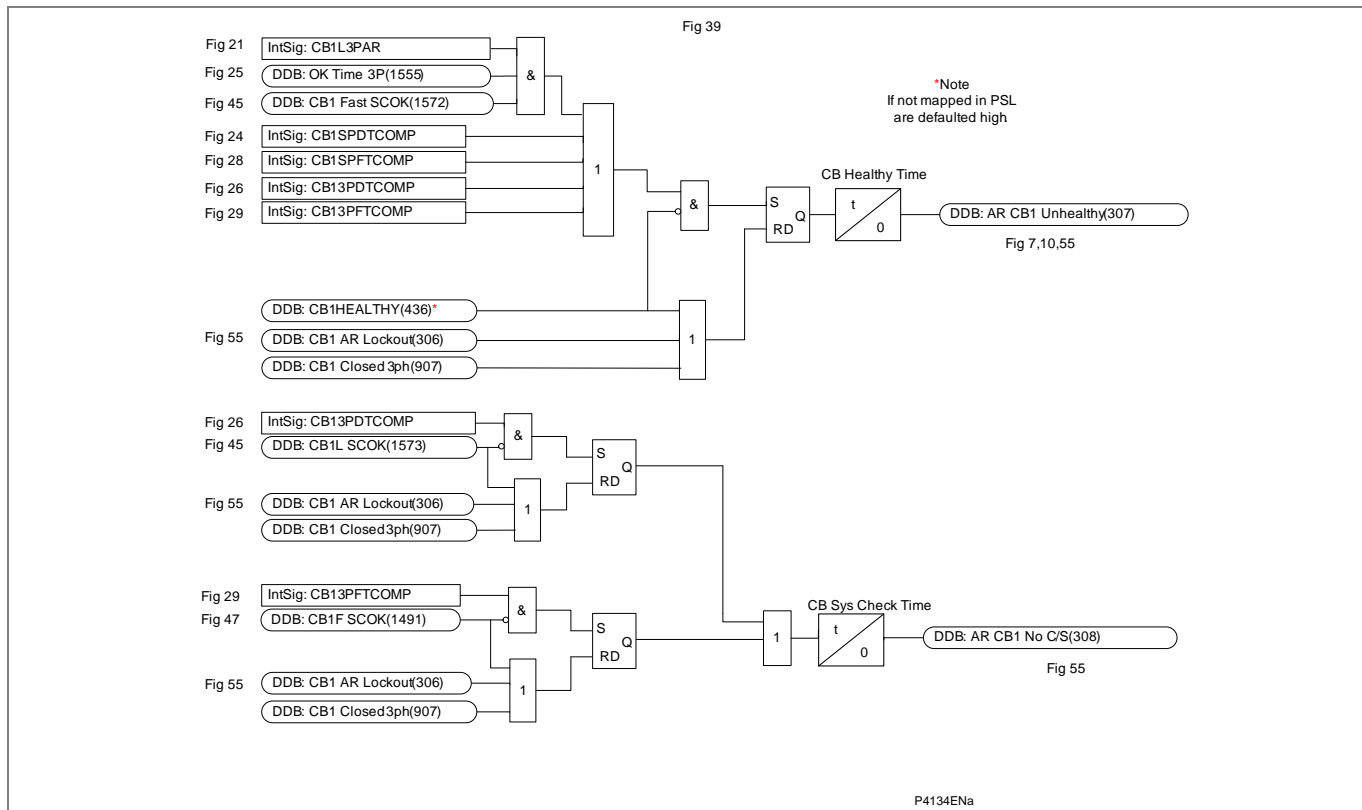 Fig 39
Fig 21 IntSig: CB1L3PAR
Fig 25 DDB: OK Time 3P(1555)
Fig 45 DDB: CB1 Fast SCOK(1572)
&
*Note
If not mapped in PSL
are defaulted high
Fig 24 IntSig: CB1SPDTCOMP
Fig 28 IntSig: CB1SPFTCOMP
Fig 26 IntSig: CB13PDTCOMP
Fig 29 IntSig: CB13PFTCOMP
1
&
S
Q
RD
CB Healthy Time
t
0
DDB: AR CB1 Unhealthy(307)
Fig 7,10,55
DDB: CB1HEALTHY(436)*
Fig 55 DDB: CB1 AR Lockout(306)
DDB: CB1 Closed 3ph(907)
1
Fig 26 IntSig: CB13PDTCOMP
Fig 45 DDB: CB1L SCOK(1573)
&
S
Q
RD
Fig 55 DDB: CB1 AR Lockout(306)
DDB: CB1 Closed 3ph(907)
1
Fig 29 IntSig: CB13PFTCOMP
Fig 47 DDB: CB1F SCOK(1491)
&
S
Q
RD
1
CB Sys Check Time
t
0
DDB: AR CB1 No C/S(308)
Fig 55
Fig 55 DDB: CB1 AR Lockout(306)
DDB: CB1 Closed 3ph(907)
1
P4134ENa